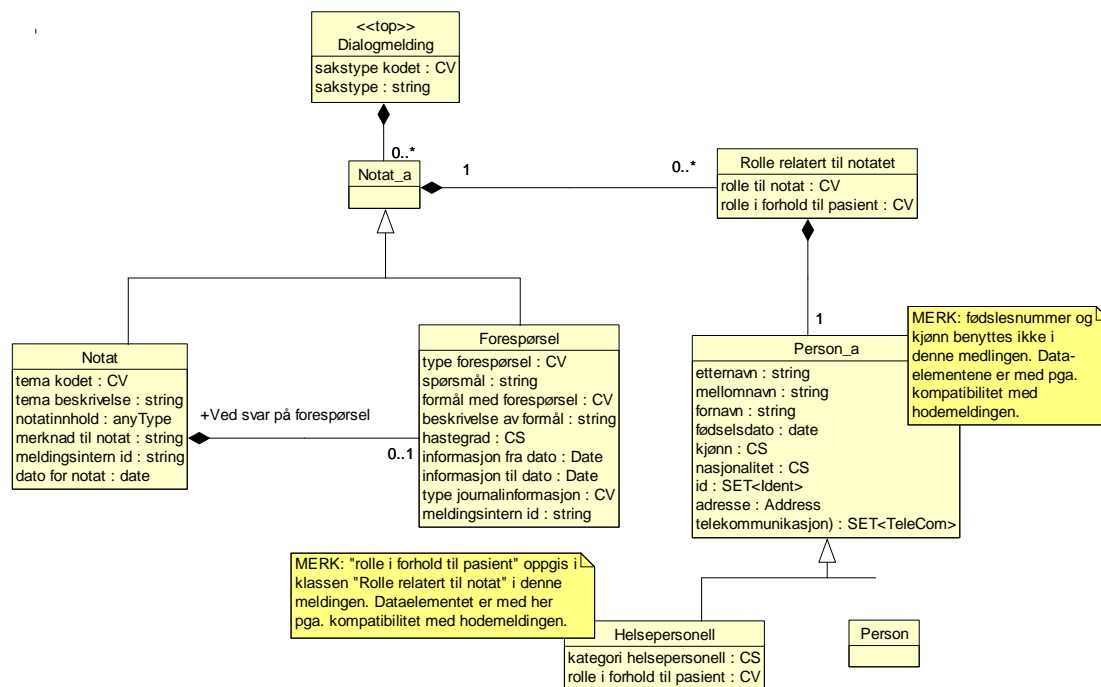 <<top>>
Dialogmelding
sakstype kodet : CV
sakstype : string
0..*
Notat_a
1
0..*
Rolle relatert til notatet
rolle til notat : CV
rolle i forhold til pasient : CV
Notat
tema kodet : CV
tema beskrivelse : string
notatinnhold : anyType
merknad til notat : string
meldingsintern id : string
dato for notat : date
+Ved svar på forespørsel
0..1
Forespørsel
type forespørsel : CV
spørsmål : string
formål med forespørsel : CV
beskrivelse av formål : string
hastegrad : CS
informasjon fra dato : Date
informasjon til dato : Date
type journalinformasjon : CV
meldingsintern id : string
1
Person_a
etternavn : string
mellomnavn : string
fornavn : string
fødselsdato : date
kjønn : CS
nasjonalitet : CS
id : SET<Ident>
adresse : Address
telekommunikasjon) : SET<TeleCom>
MERK: fødslesnummer og
kjønn benyttes ikke i
denne medlingen. Data-
elementene er med pga.
kompatibilitet med
hodemeldingen.
MERK: "rolle i forhold til pasient" oppgis i
klassen "Rolle relatert til notat" i denne
meldingen. Dataelementet er med her
pga. kompatibilitet med hodemeldingen.
Helsepersonell
kategori helsepersonell : CS
rolle i forhold til pasient : CV
Person